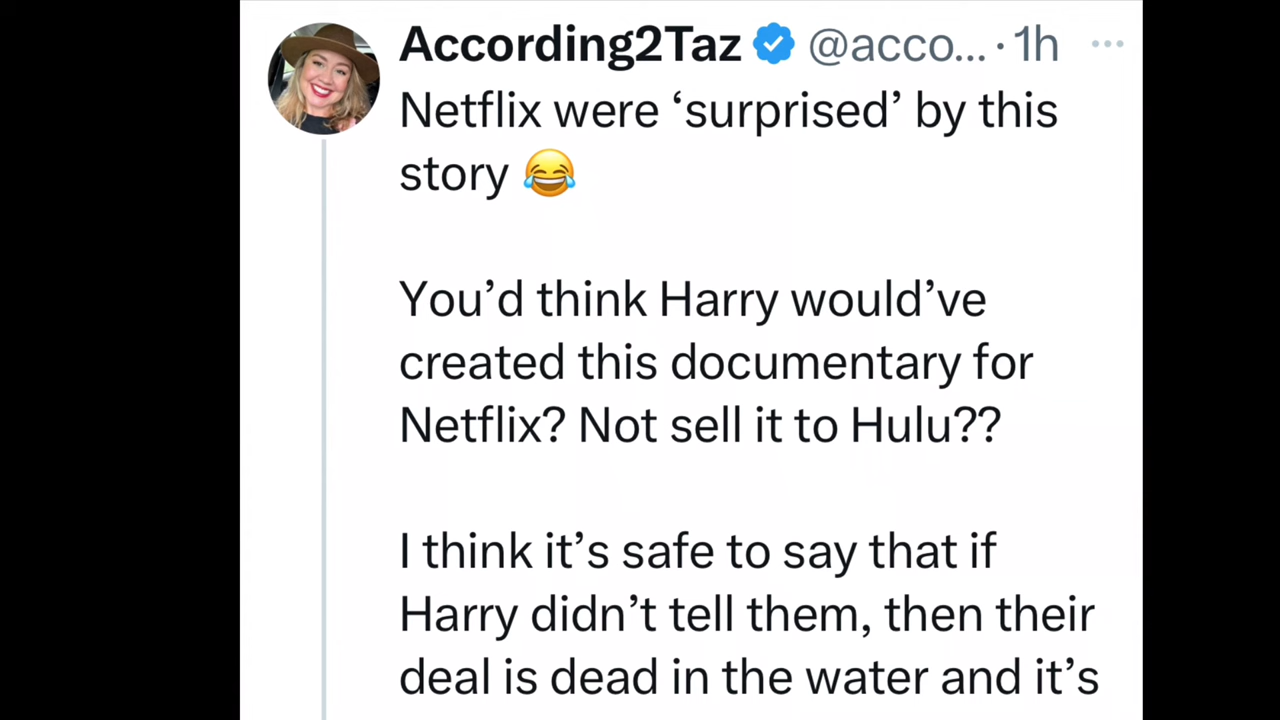 According2Taz @acco... · 1h
Netflix were ‘surprised’ by this
story 😂
You’d think Harry would’ve
created this documentary for
Netflix? Not sell it to Hulu??
I think it’s safe to say that if
Harry didn’t tell them, then their
deal is dead in the water and it’s